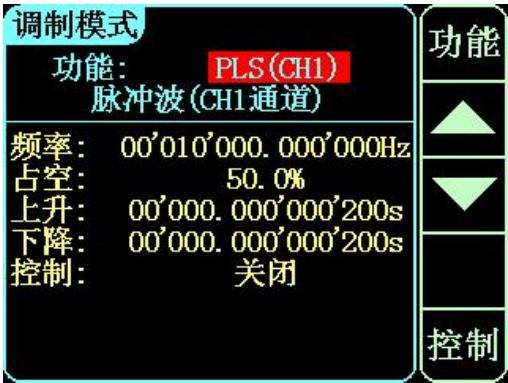 调制模式
功能: PLS(CH1)
脉冲波(CH1通道)
频率: 00'010'000.000'000Hz
占空: 50.0%
上升: 00'000.000'000'200s
下降: 00'000.000'000'200s
控制: 关闭
功能
控制